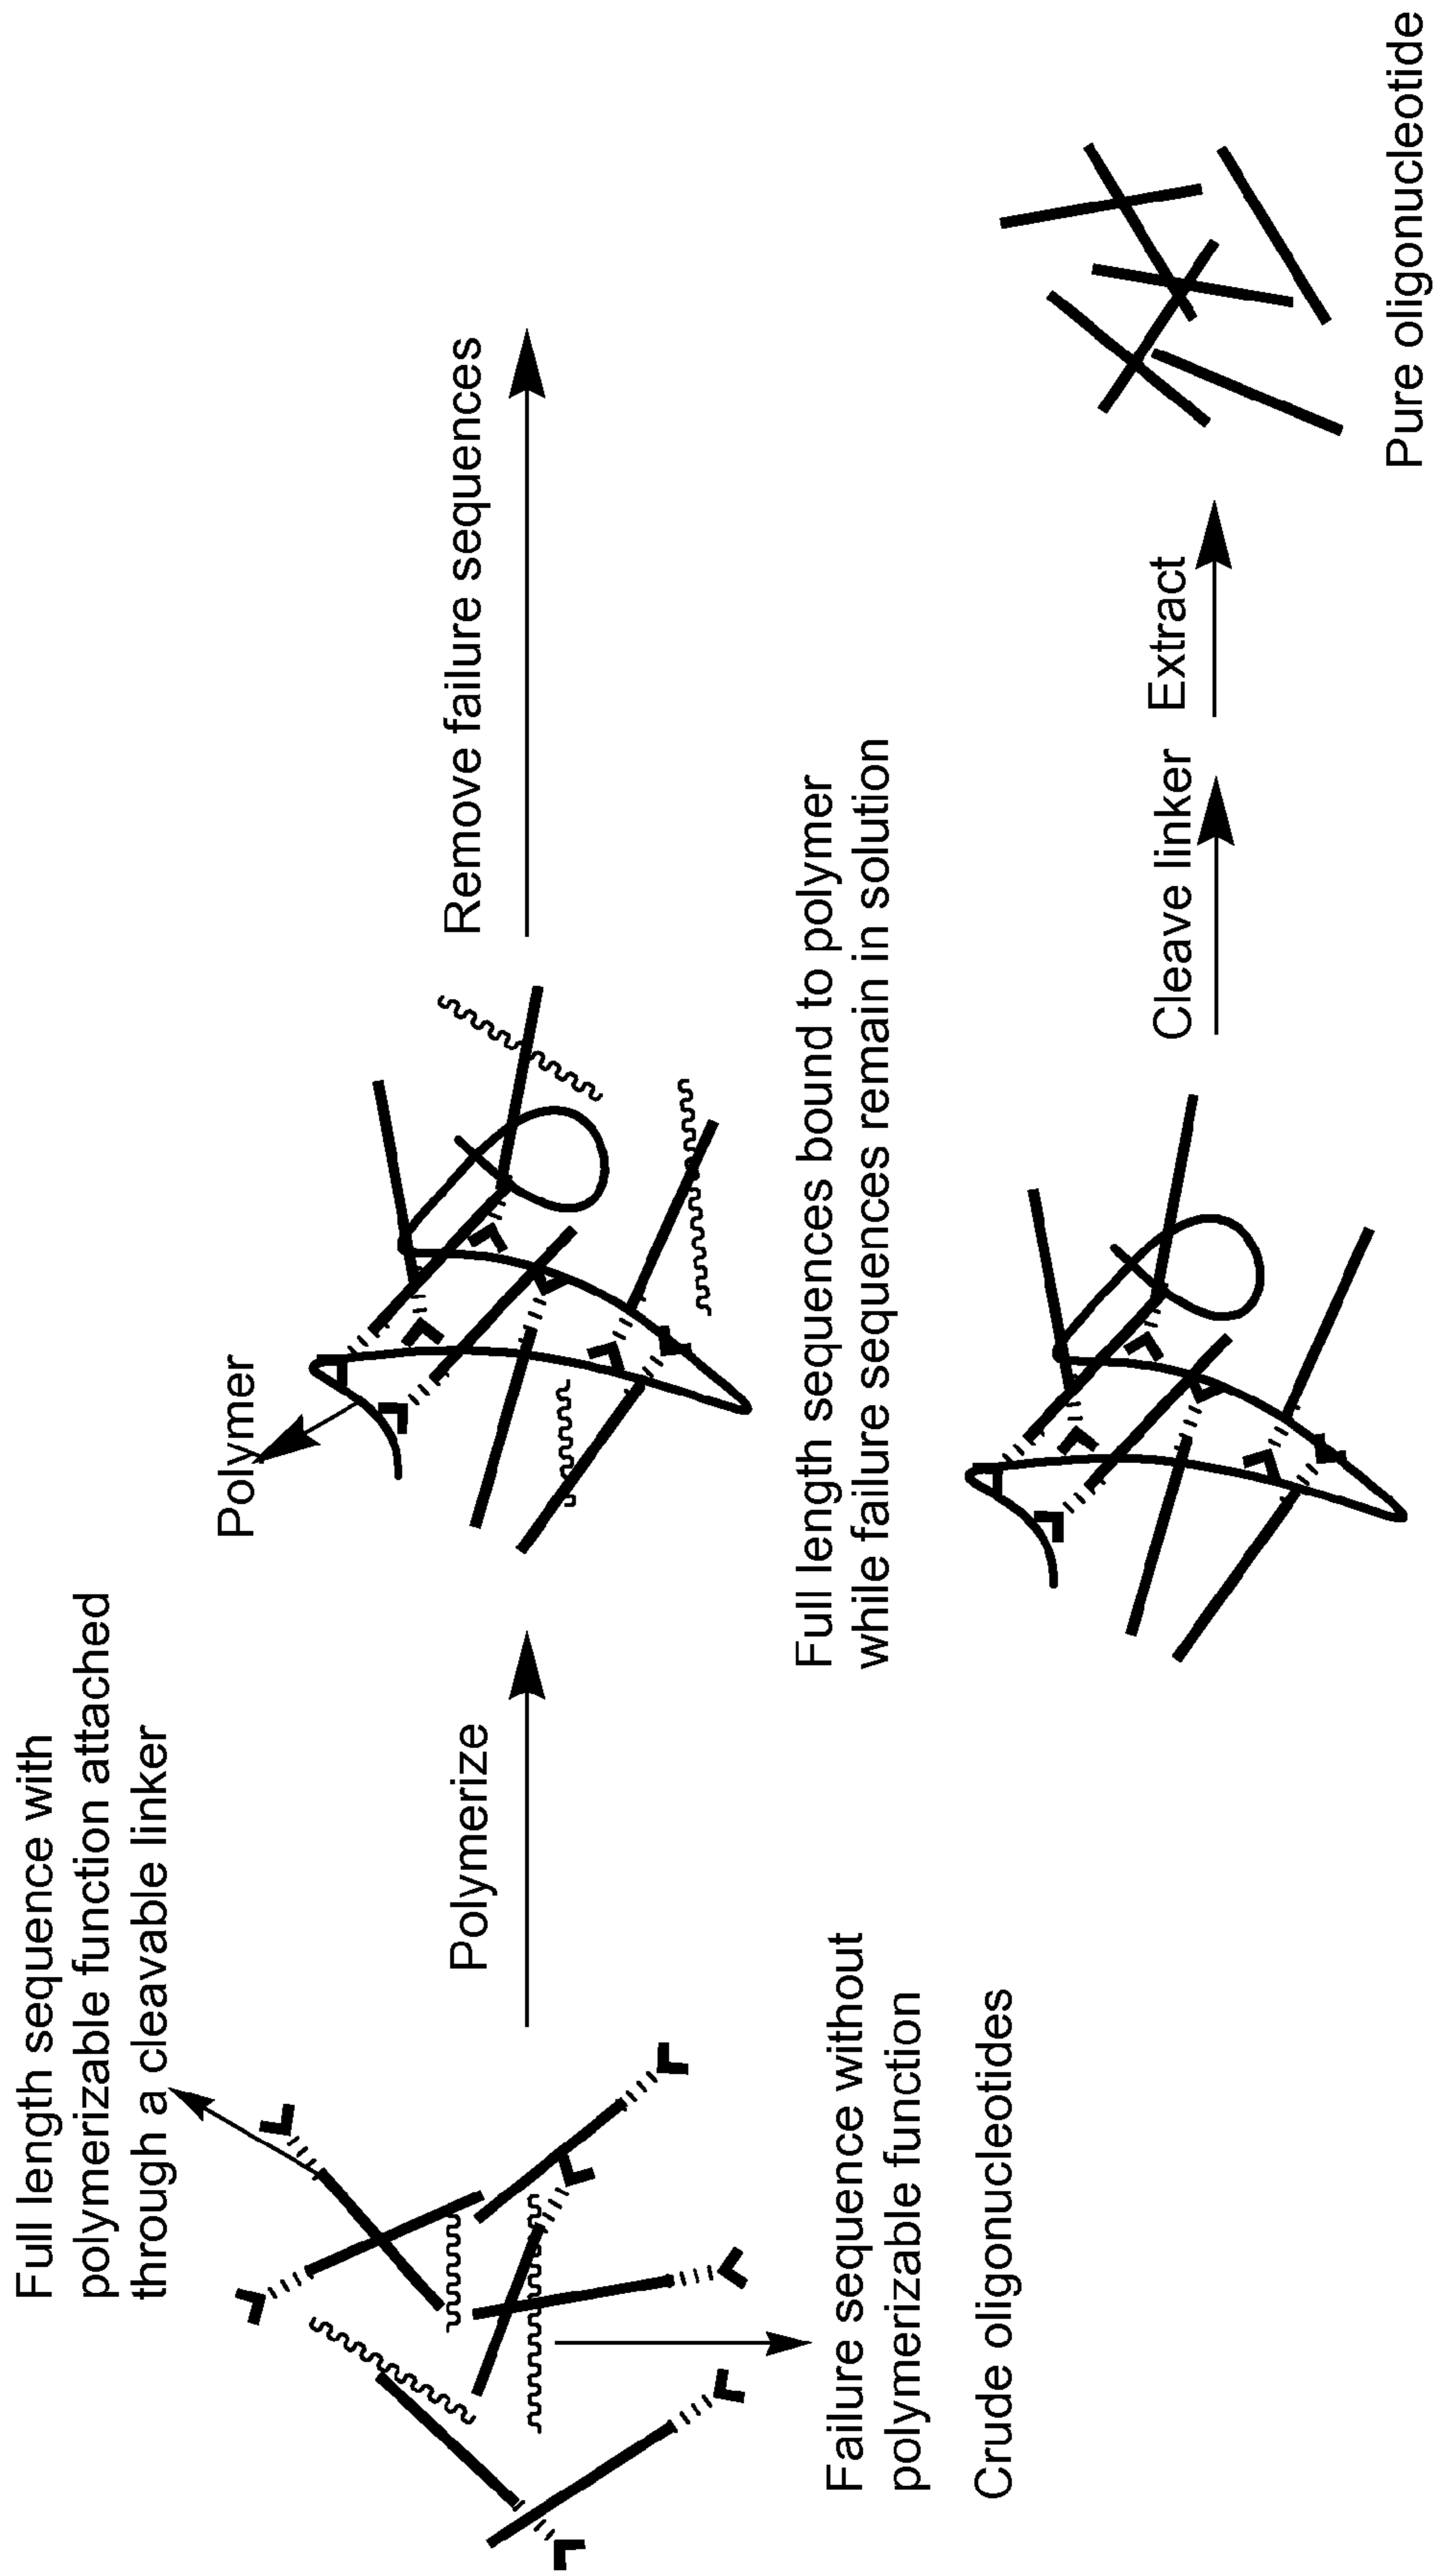 Full length sequence with
polymerizable function attached
through a cleavable linker
Polymer
Polymerize
Remove failure sequences
Failure sequence without
polymerizable function
Crude oligonucleotides
Full length sequences bound to polymer
while failure sequences remain in solution
Cleave linker
Extract
Pure oligonucleotide